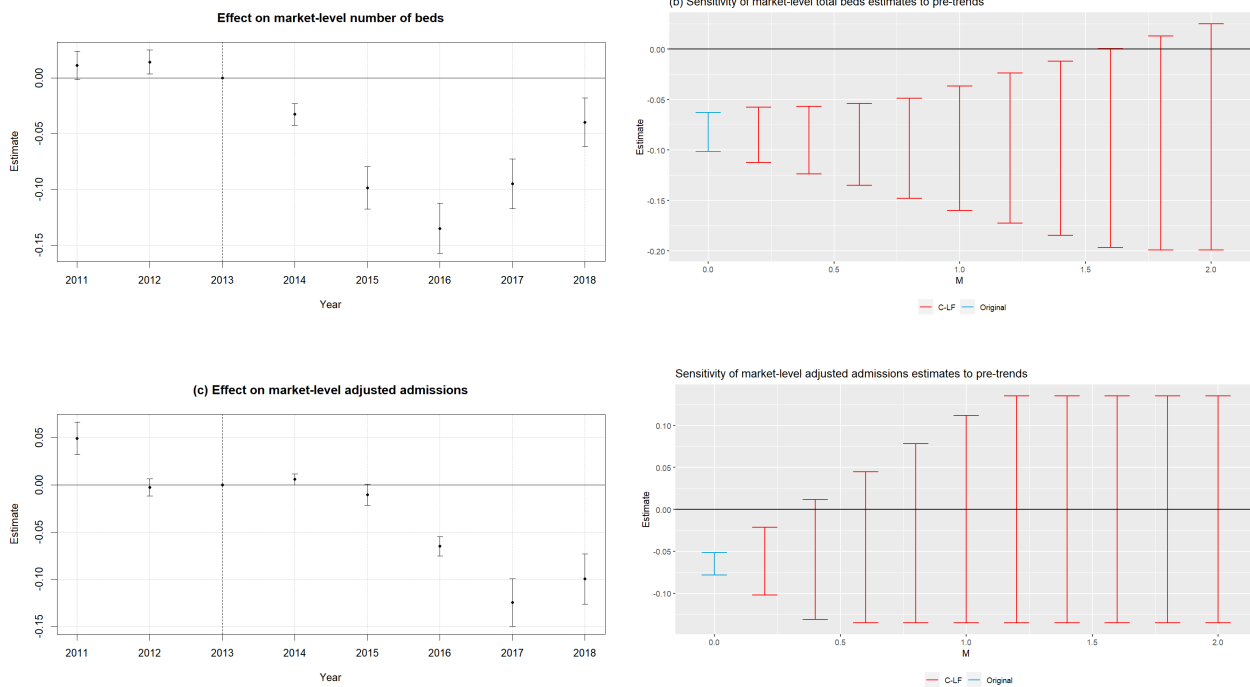 Effect on market-level number of beds
Estimate
0.00
-0.05
-0.10
-0.15
2011 2012 2013 2014 2015 2016 2017 2018
Year
(b) Sensitivity of market-level total beds estimates to pre-trends
Estimate
0.00
-0.05
-0.10
-0.15
-0.20
0.0 0.5 1.0 1.5 2.0
M
C-LF Original
(c) Effect on market-level adjusted admissions
Estimate
0.05
0.00
-0.05
-0.10
-0.15
2011 2012 2013 2014 2015 2016 2017 2018
Year
Sensitivity of market-level adjusted admissions estimates to pre-trends
Estimate
0.10
0.05
0.00
-0.05
-0.10
0.0 0.5 1.0 1.5 2.0
M
C-LF Original